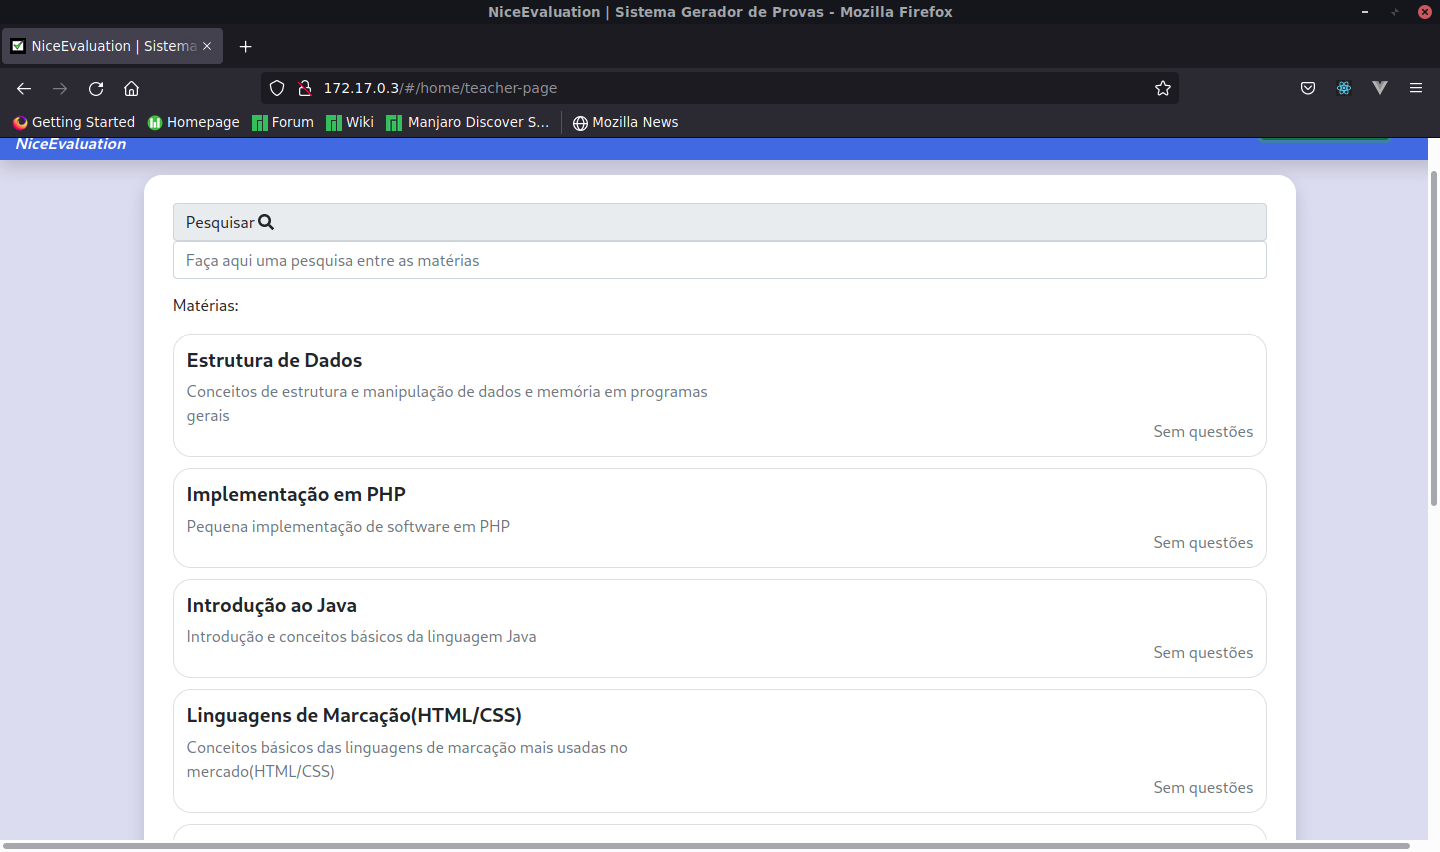 NiceEvaluation | Sistema Gerador de Provas - Mozilla Firefox
NiceEvaluation | Sistema
172.17.0.3/#/home/teacher-page
Getting Started Homepage Forum Wiki Manjaro Discover S... Mozilla News
NiceEvaluation
Pesquisar
Faça aqui uma pesquisa entre as matérias
Matérias:
Estrutura de Dados
Conceitos de estrutura e manipulação de dados e memória em programas
gerais
Sem questões
Implementação em PHP
Pequena implementação de software em PHP
Sem questões
Introdução ao Java
Introdução e conceitos básicos da linguagem Java
Sem questões
Linguagens de Marcação(HTML/CSS)
Conceitos básicos das linguagens de marcação mais usadas no
mercado(HTML/CSS)
Sem questões